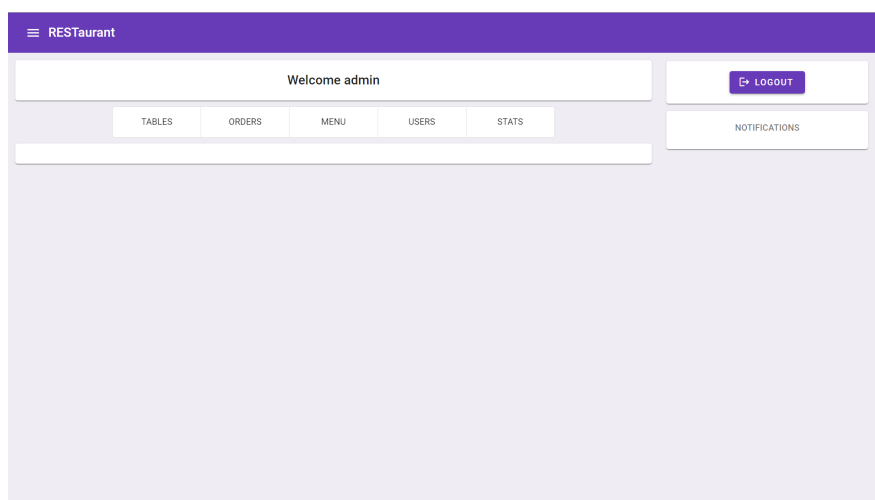 RESTaurant
Welcome admin
LOGOUT
TABLES ORDERS MENU USERS STATS
NOTIFICATIONS